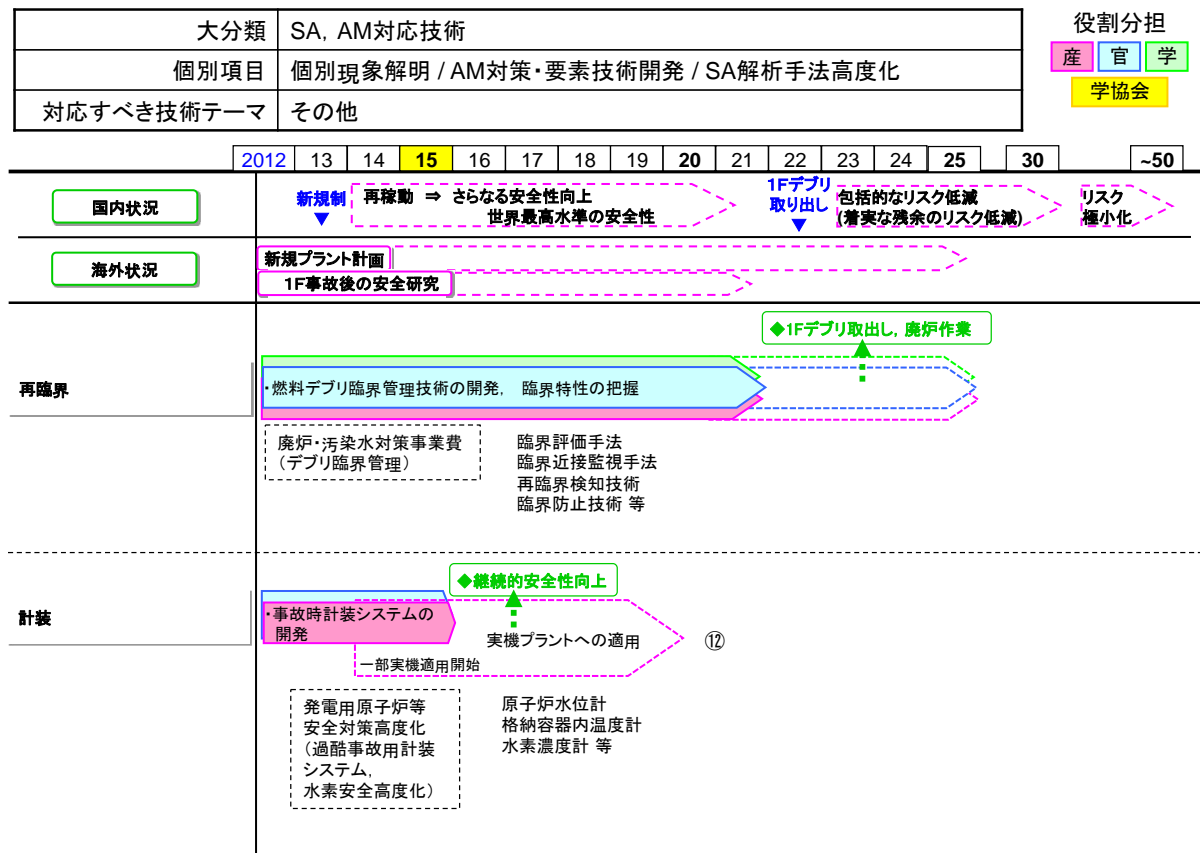 大分類 SA, AM対応技術
個別項目 個別現象解明 / AM対策・要素技術開発 / SA解析手法高度化
対応すべき技術テーマ その他
役割分担
産 官 学
学協会
2012 13 14 15 16 17 18 19 20 21 22 23 24 25 30 ~50
国内状況
新規制
▼
再稼動 ⇒ さらなる安全性向上
世界最高水準の安全性
1Fデブリ
取り出し
▼
包括的なリスク低減
(着実な残余のリスク低減)
リスク
極小化
海外状況
新規プラント計画
1F事故後の安全研究
◆1Fデブリ取出し, 廃炉作業
再臨界
・燃料デブリ臨界管理技術の開発, 臨界特性の把握
廃炉・汚染水対策事業費
(デブリ臨界管理)
臨界評価手法
臨界近接監視手法
再臨界検知技術
臨界防止技術 等
◆継続的安全性向上
計装
・事故時計装システムの
開発
実機プラントへの適用
⑫
一部実機適用開始
発電用原子炉等
安全対策高度化
(過酷事故用計装
システム,
水素安全高度化)
原子炉水位計
格納容器内温度計
水素濃度計 等